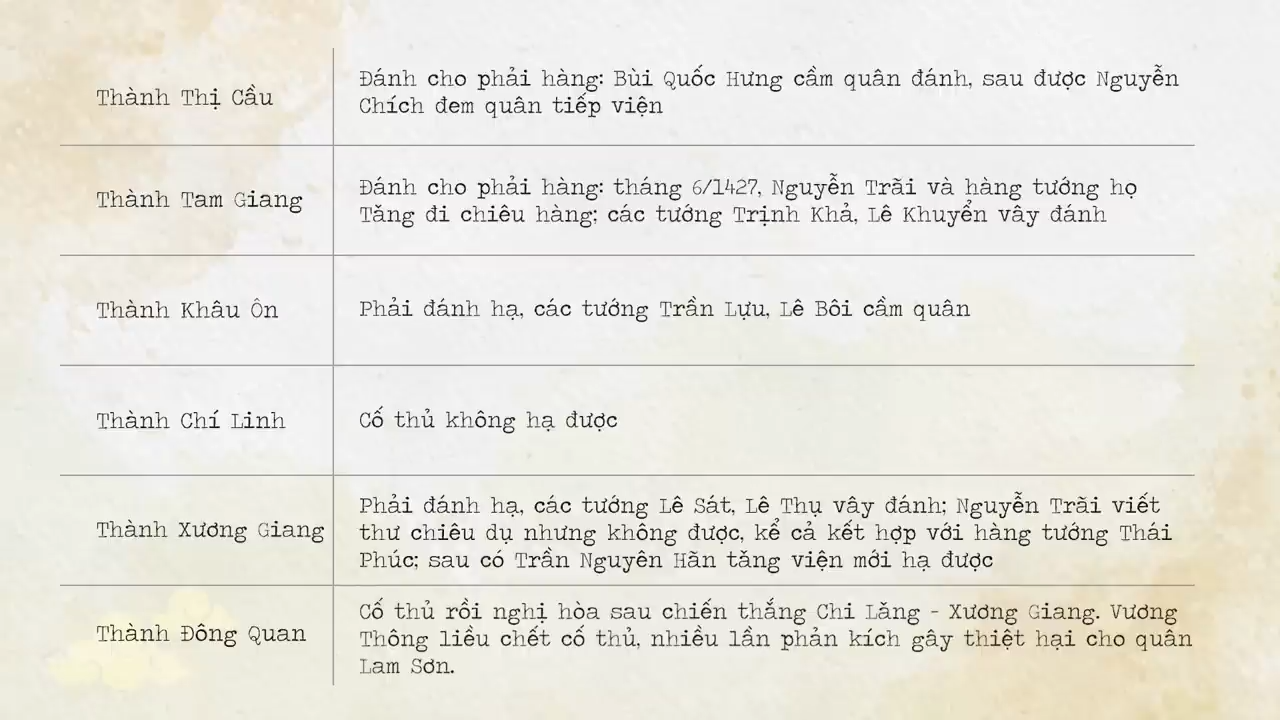 Thành Thị Cầu
Đánh cho phải hàng: Bùi Quốc Hưng cầm quân đánh, sau được Nguyễn
Chích đem quân tiếp viện
Thành Tam Giang
Đánh cho phải hàng: tháng 6/1427, Nguyễn Trãi và hàng tướng họ
Tăng đi chiêu hàng; các tướng Trịnh Khả, Lê Khuyển vây đánh
Thành Khâu Ôn
Phải đánh hạ, các tướng Trần Lựu, Lê Bôi cầm quân
Thành Chí Linh
Cố thủ không hạ được
Thành Xương Giang
Phải đánh hạ, các tướng Lê Sát, Lê Thụ vây đánh; Nguyễn Trãi viết
thư chiêu dụ nhưng không được, kể cả kết hợp với hàng tướng Thái
Phúc; sau có Trần Nguyên Hãn tăng viện mới hạ được
Thành Đông Quan
Cố thủ rồi nghị hòa sau chiến thắng Chi Lăng - Xương Giang. Vương
Thông liều chết cố thủ, nhiều lần phản kích gây thiệt hại cho quân
Lam Sơn.